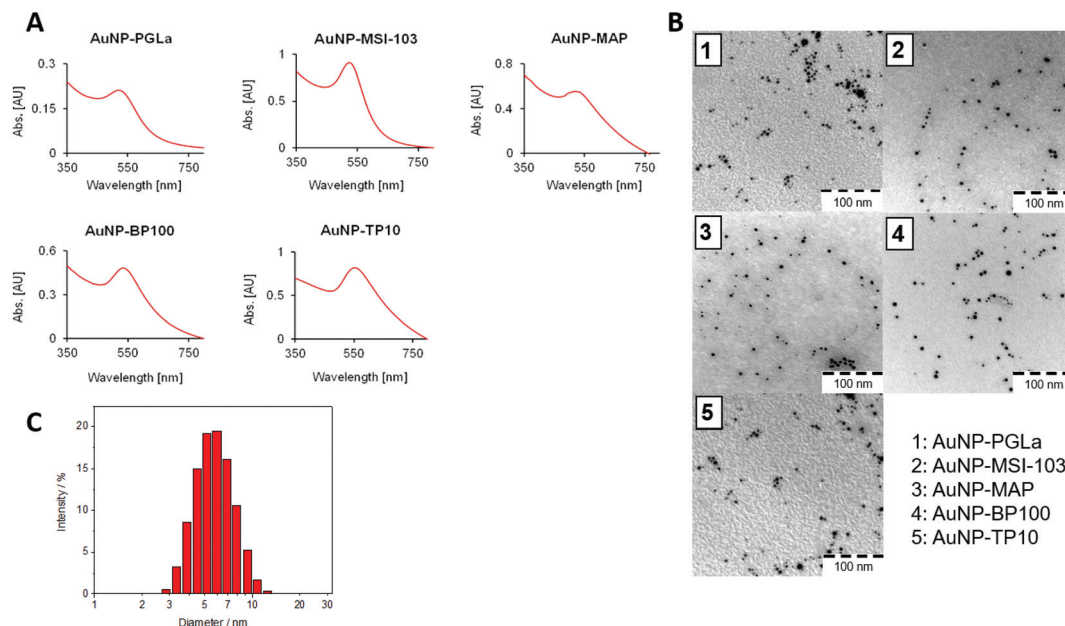 A
AuNP-PGLa
0.3
0.15
0
350 550 750
Abs. [AU]
Wavelength [nm]
AuNP-MSI-103
1
0.5
0
350 550 750
Abs. [AU]
Wavelength [nm]
AuNP-MAP
0.8
0.4
0
350 550 750
Abs. [AU]
Wavelength [nm]
AuNP-BP100
0.6
0.3
0
350 550 750
Abs. [AU]
Wavelength [nm]
AuNP-TP10
1
0.5
0
350 550 750
Abs. [AU]
Wavelength [nm]
B
1
100 nm
2
100 nm
3
100 nm
4
100 nm
5
100 nm
1: AuNP-PGLa
2: AuNP-MSI-103
3: AuNP-MAP
4: AuNP-BP100
5: AuNP-TP10
C
20
15
10
5
0
Intensity / %
1 2 3 5 7 10 20 30
Diameter / nm